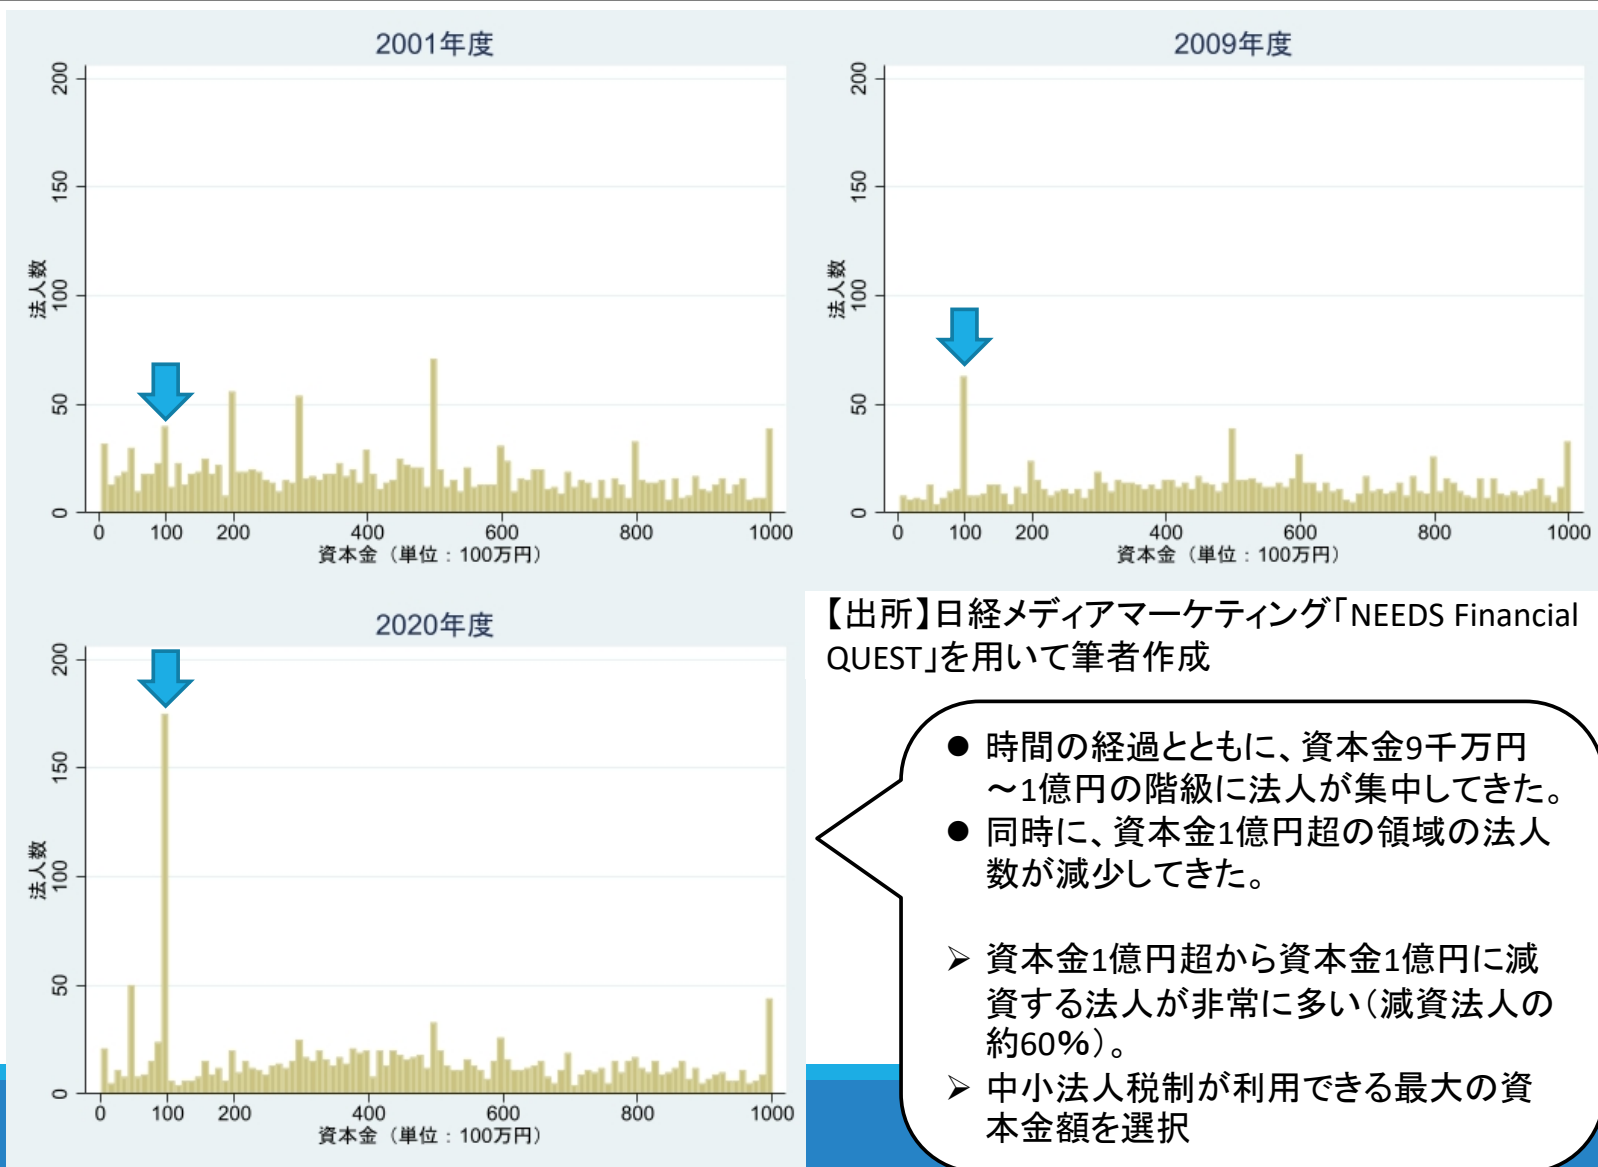 2001年度
200
150
100
50
0
法人数
0 100 200 400 600 800 1000
資本金（単位：100万円）
2009年度
200
150
100
50
0
法人数
0 100 200 400 600 800 1000
資本金（単位：100万円）
2020年度
200
150
100
50
0
法人数
0 100 200 400 600 800 1000
資本金（単位：100万円）
【出所】日経メディアマーケティング「NEEDS Financial
QUEST」を用いて筆者作成
● 時間の経過とともに、資本金9千万円
～1億円の階級に法人が集中してきた。
● 同時に、資本金1億円超の領域の法人
数が減少してきた。
➢ 資本金1億円超から資本金1億円に減
資する法人が非常に多い（減資法人の
約60％）。
➢ 中小法人税制が利用できる最大の資
本金額を選択